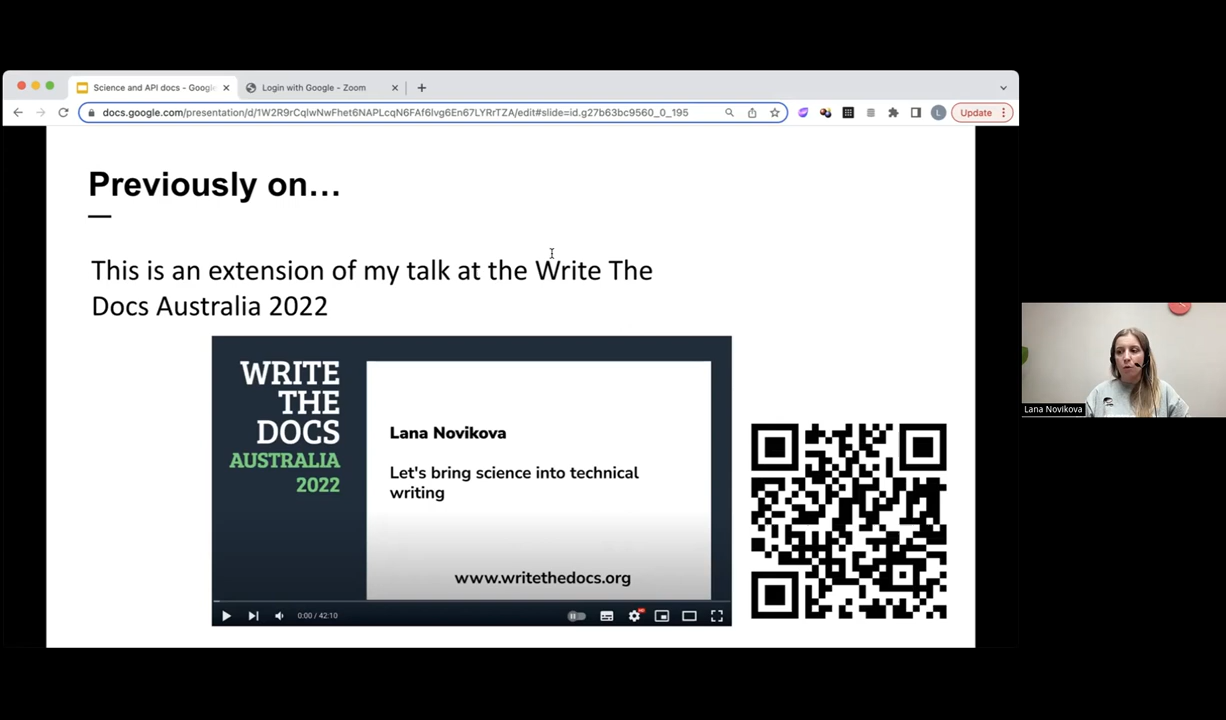 Science and API docs - Google
Login with Google - Zoom
docs.google.com/presentation/d/1W2R9rCqlwNwFhet6NAPLcqN6FAf6lvg6En67LYRrTZA/edit#slide=id.g27b63bc9560_0_195
L
Update
Previously on…
This is an extension of my talk at the Write The
Docs Australia 2022
WRITE
THE
DOCS
AUSTRALIA
2022
Lana Novikova
Let's bring science into technical
writing
www.writethedocs.org
0:00 / 42:10
Lana Novikova